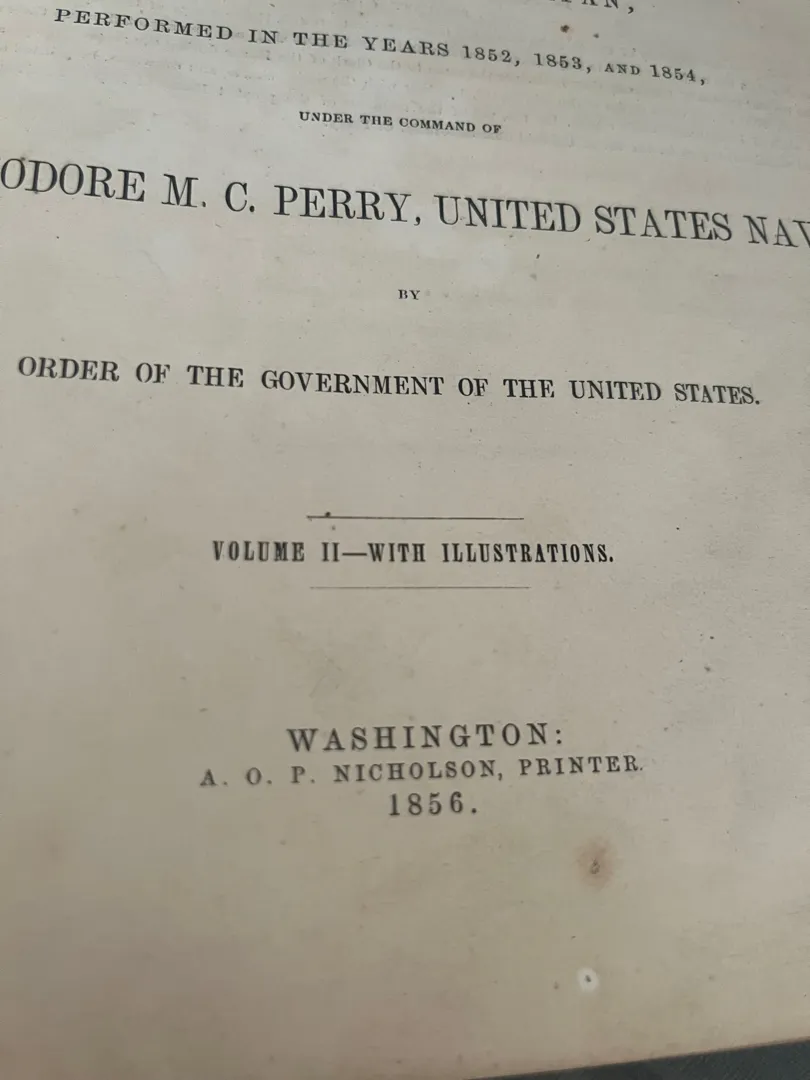 PERFORMED IN THE YEARS 1852, 1853, AND 1854,
UNDER THE COMMAND OF
ODORE M. C. PERRY, UNITED STATES NAV
BY
ORDER OF THE GOVERNMENT OF THE UNITED STATES.
VOLUME II—WITH ILLUSTRATIONS.
WASHINGTON:
A. O. P. NICHOLSON, PRINTER.
1856.